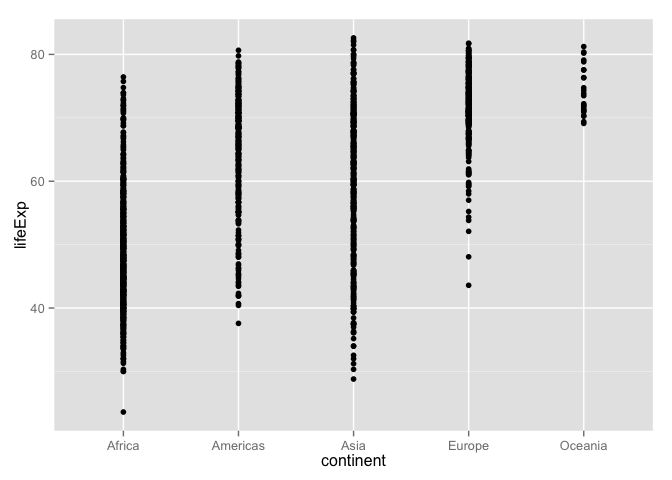 80
60
40
lifeExp
Africa Americas Asia Europe Oceania
continent